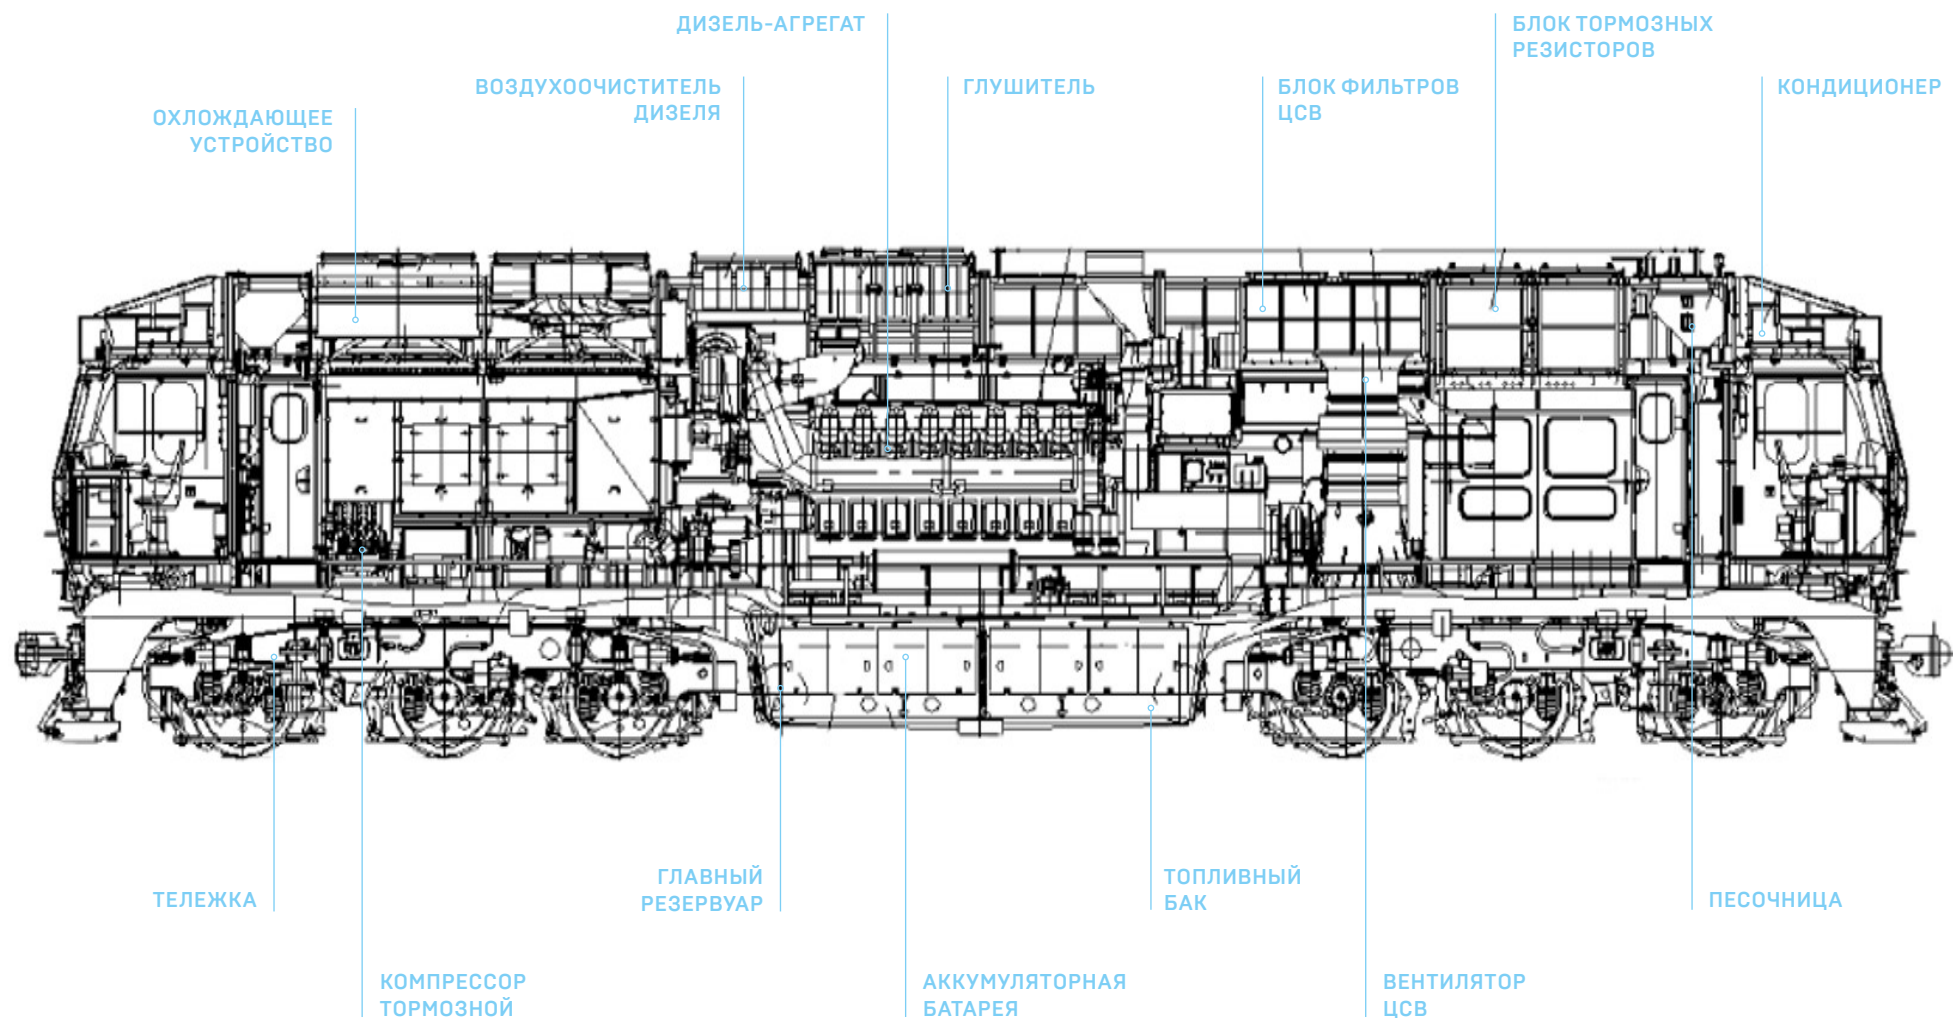 ДИЗЕЛЬ-АГРЕГАТ
БЛОК ТОРМОЗНЫХ
РЕЗИСТОРОВ
ВОЗДУХООЧИСТИТЕЛЬ
ДИЗЕЛЯ
ГЛУШИТЕЛЬ
БЛОК ФИЛЬТРОВ
ЦСВ
КОНДИЦИОНЕР
ОХЛОЖДАЮЩЕЕ
УСТРОЙСТВО
ТЕЛЕЖКА
ГЛАВНЫЙ
РЕЗЕРВУАР
ТОПЛИВНЫЙ
БАК
ПЕСОЧНИЦА
КОМПРЕССОР
ТОРМОЗНОЙ
АККУМУЛЯТОРНАЯ
БАТАРЕЯ
ВЕНТИЛЯТОР
ЦСВ